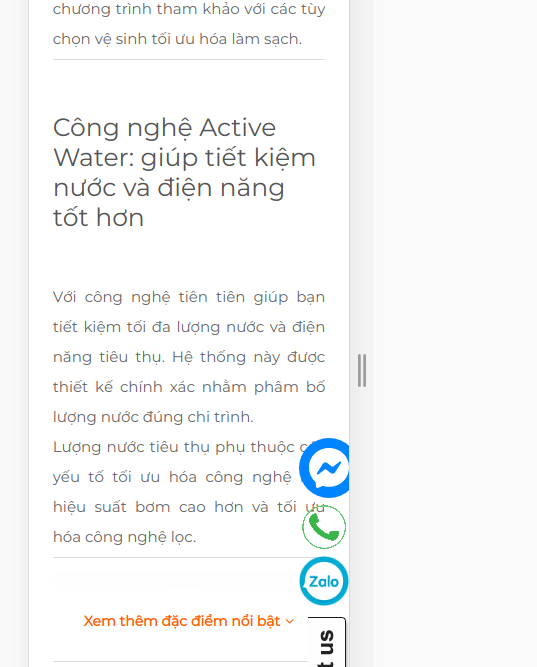 chương trình tham khảo với các tùy
chọn vệ sinh tối ưu hóa làm sạch.
Công nghệ Active
Water: giúp tiết kiệm
nước và điện năng
tốt hơn
Với công nghệ tiên tiên giúp bạn
tiết kiệm tối đa lượng nước và điện
năng tiêu thụ. Hệ thống này được
thiết kế chính xác nhằm phâm bố
lượng nước đúng chi trình.
Lượng nước tiêu thụ phụ thuộc
yếu tố tối ưu hóa công nghệ
hiệu suất bơm cao hơn và tối ưu
hóa công nghệ lọc.
Zalo
Xem thêm đặc điểm nổi bật
t us